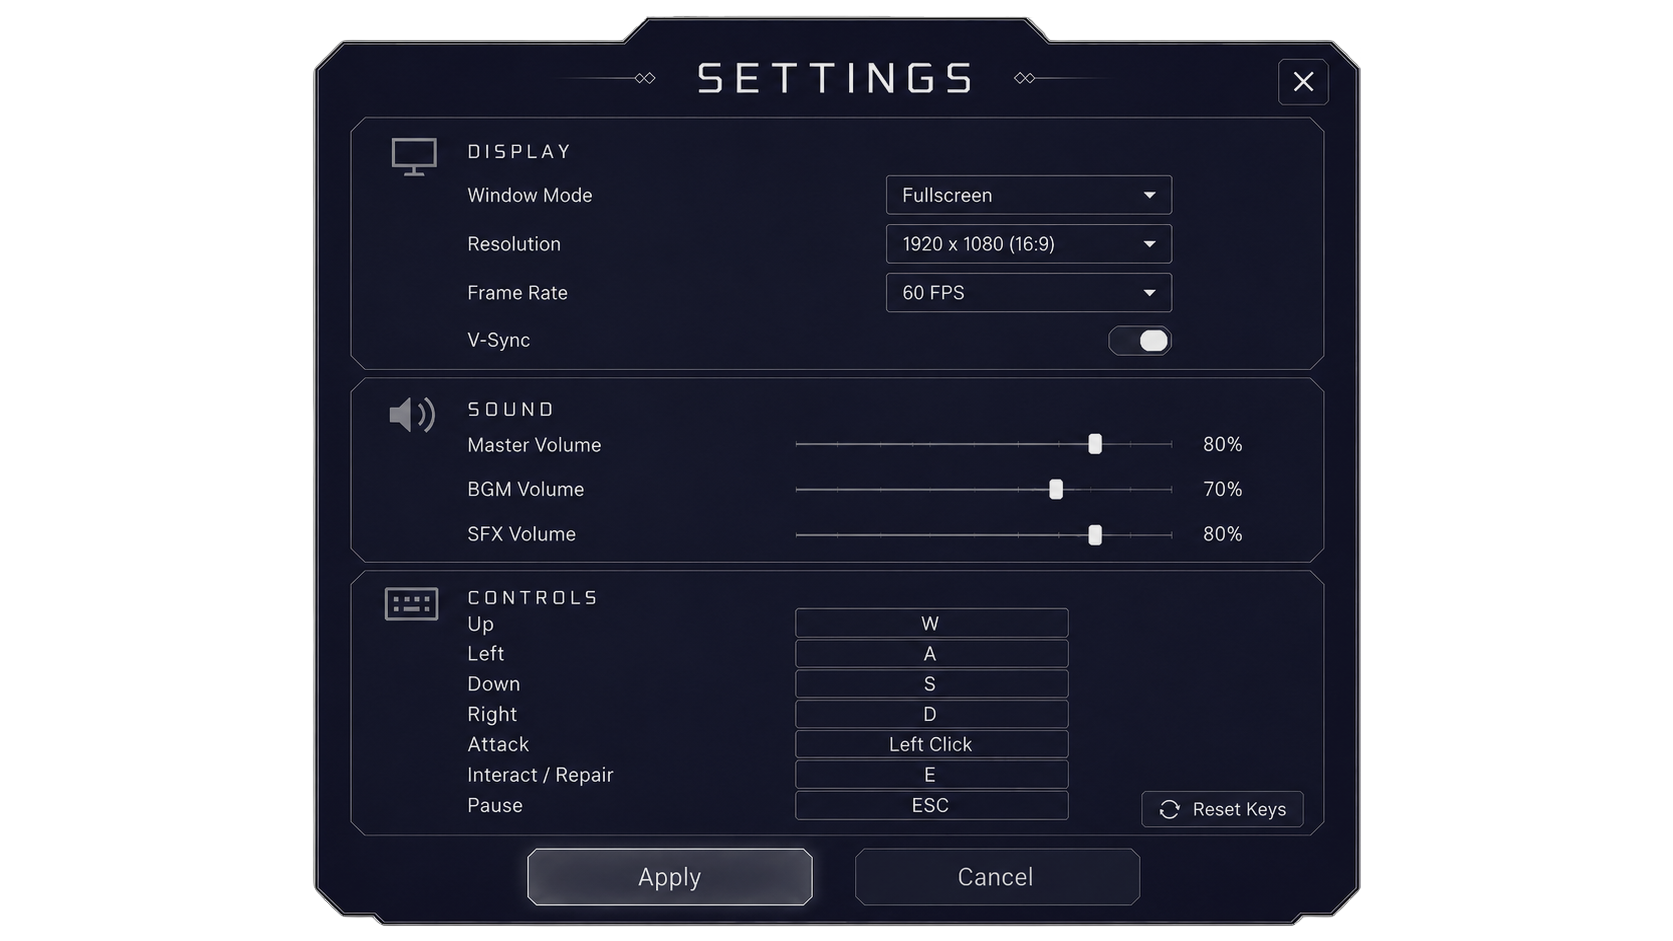 SETTINGS
DISPLAY
Window Mode Fullscreen
Resolution 1920 x 1080 (16:9)
Frame Rate 60 FPS
V-Sync
SOUND
Master Volume 80%
BGM Volume 70%
SFX Volume 80%
CONTROLS
Up W
Left A
Down S
Right D
Attack Left Click
Interact / Repair E
Pause ESC
Reset Keys
Apply Cancel